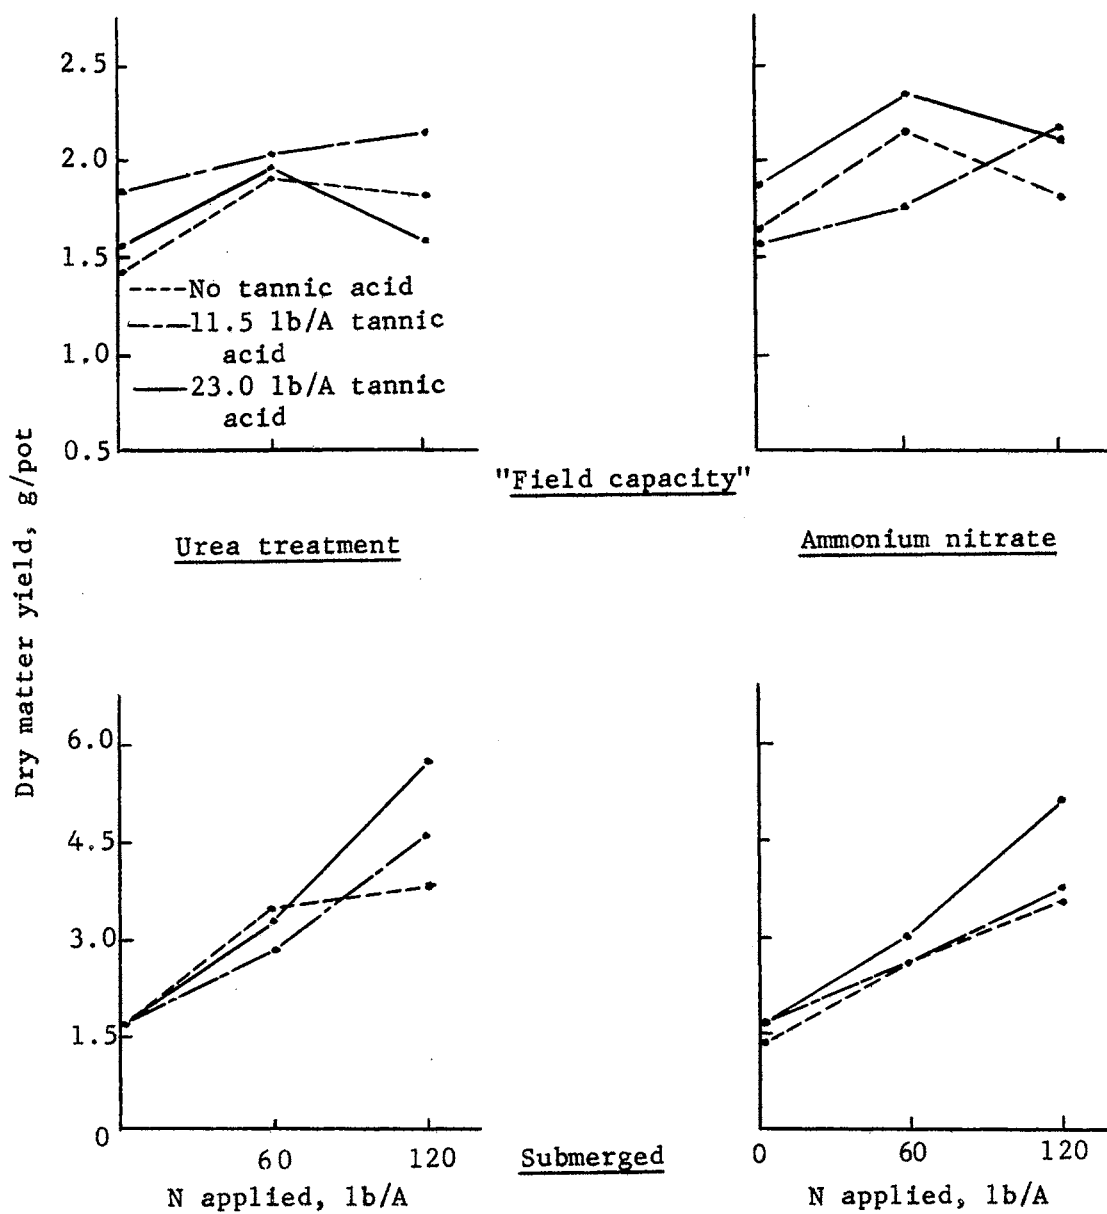 2.5
2.0
1.5
1.0
0.5
----No tannic acid
—-—11.5 lb/A tannic
acid
——23.0 lb/A tannic
acid
"Field capacity"
Urea treatment
Ammonium nitrate
Dry matter yield, g/pot
6.0
4.5
3.0
1.5
0
60
120
Submerged
0
60
120
N applied, lb/A
N applied, lb/A